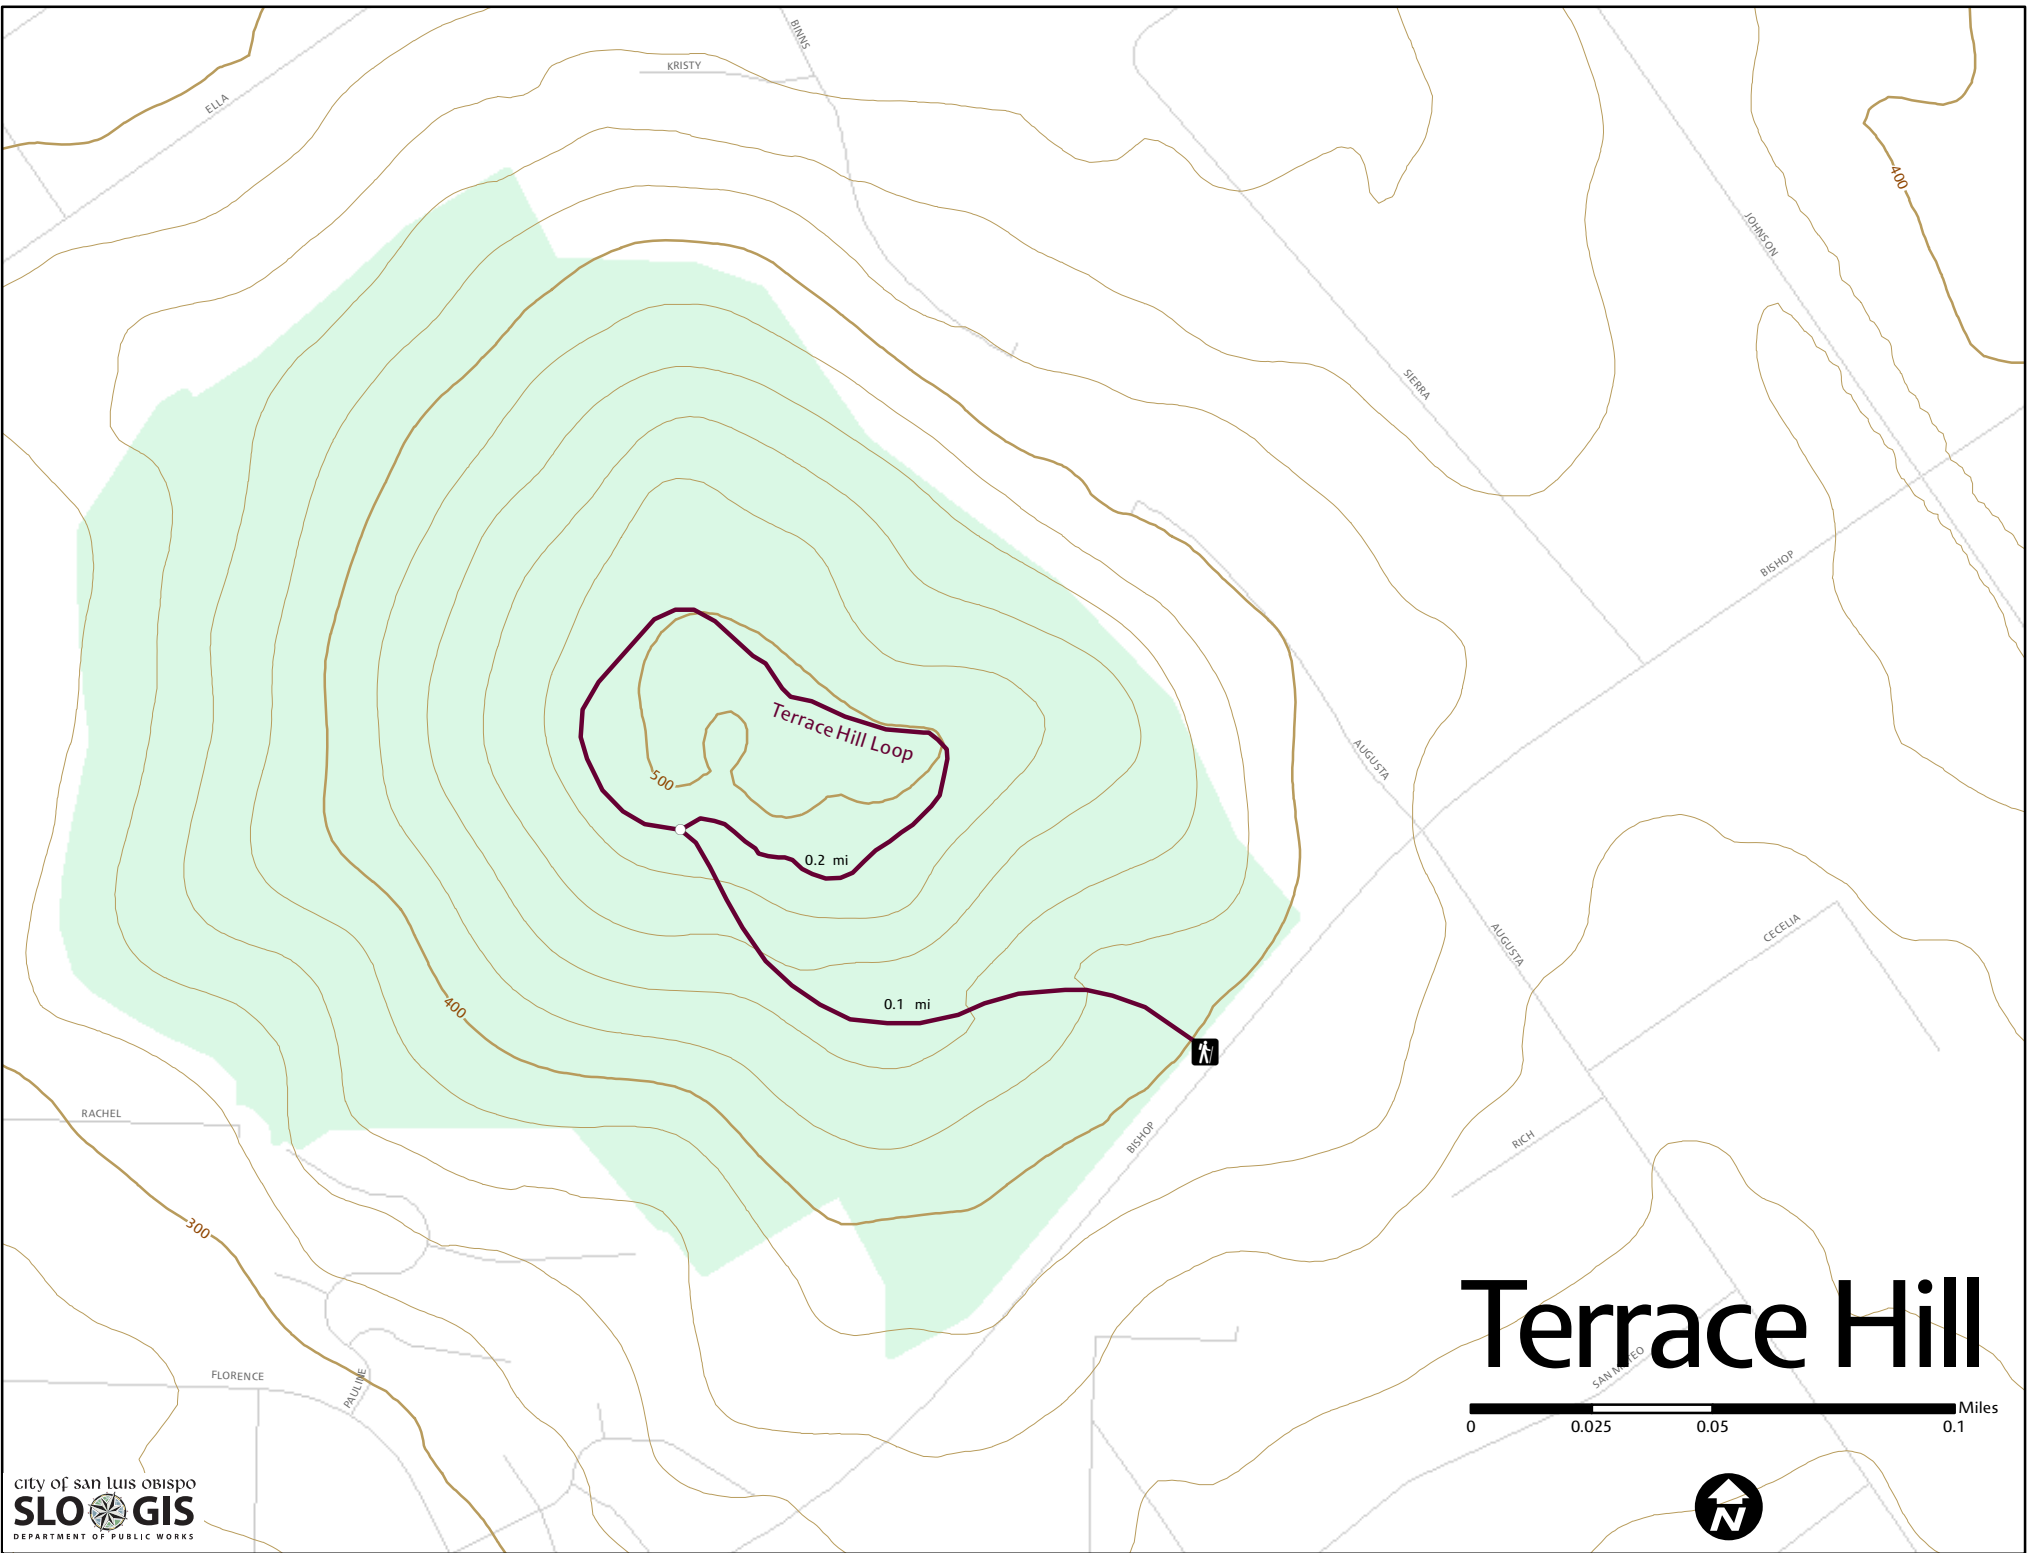 BINNS
KRISTY
ELLA
400
JOHNSON
SIERRA
BISHOP
Terrace Hill Loop
500
AUGUSTA
0.2 mi
CECELIA
AUGUSTA
400
0.1 mi
RACHEL
BISHOP
RICH
300
Terrace Hill
FLORENCE
PAULINE
SAN MATEO
Miles
0 0.025 0.05 0.1
city of san luis obispo
SLO GIS
DEPARTMENT OF PUBLIC WORKS
N